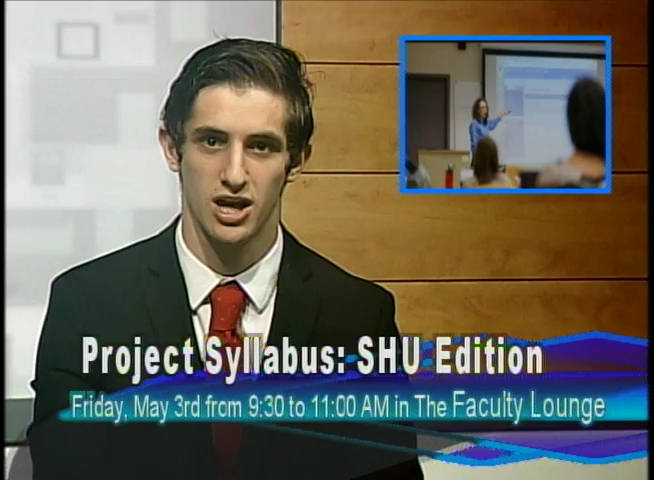 Project Syllabus: SHU Edition
Friday, May 3rd from 9:30 to 11:00 AM in The Faculty Lounge